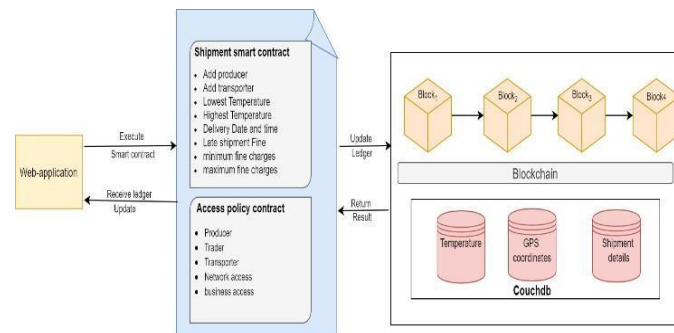 Web-application
Execute
Smart contract
Receive ledger
Update
Shipment smart contract
Add producer
Add transporter
Lowest Temperature
Highest Temperature
Delivery Date and time
Late shipment Fine
minimum fine charges
maximum fine charges
Access policy contract
Producer
Trader
Transporter
Network access
business access
Update
Ledger
Return
Result
Block1
Block2
Block3
Block4
Blockchain
Temperature
GPS
coordinates
Shipment
details
Couchdb